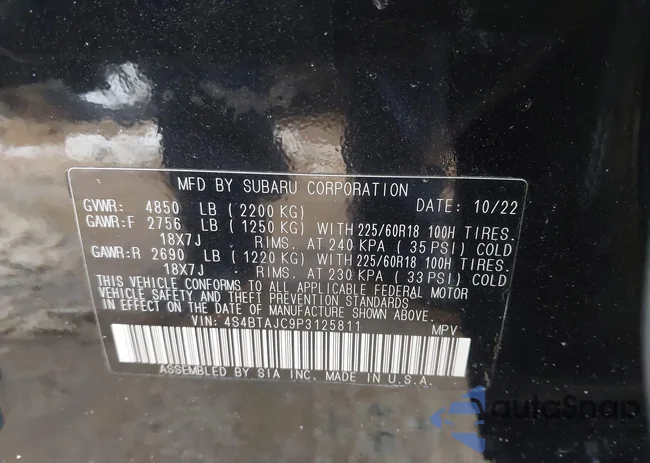 MFD BY SUBARU CORPORATION
GVWR: 4850 LB (2200 KG) DATE: 10/22
GAWR:F 2756 LB (1250 KG) WITH 225/60R18 100H TIRES.
18X7J RIMS. AT 240 KPA (35 PSI) COLD
GAWR:R 2690 LB (1220 KG) WITH 225/60R18 100H TIRES.
18X7J RIMS. AT 230 KPA (33 PSI) COLD
THIS VEHICLE CONFORMS TO ALL APPLICABLE FEDERAL MOTOR
VEHICLE SAFETY AND THEFT PREVENTION STANDARDS
IN EFFECT ON THE DATE OF MANUFACTURE SHOWN ABOVE.
VIN: 4S4BTAJC9P3125811 MPV
ASSEMBLED BY SIA INC. MADE IN U.S.A.
autoSnap